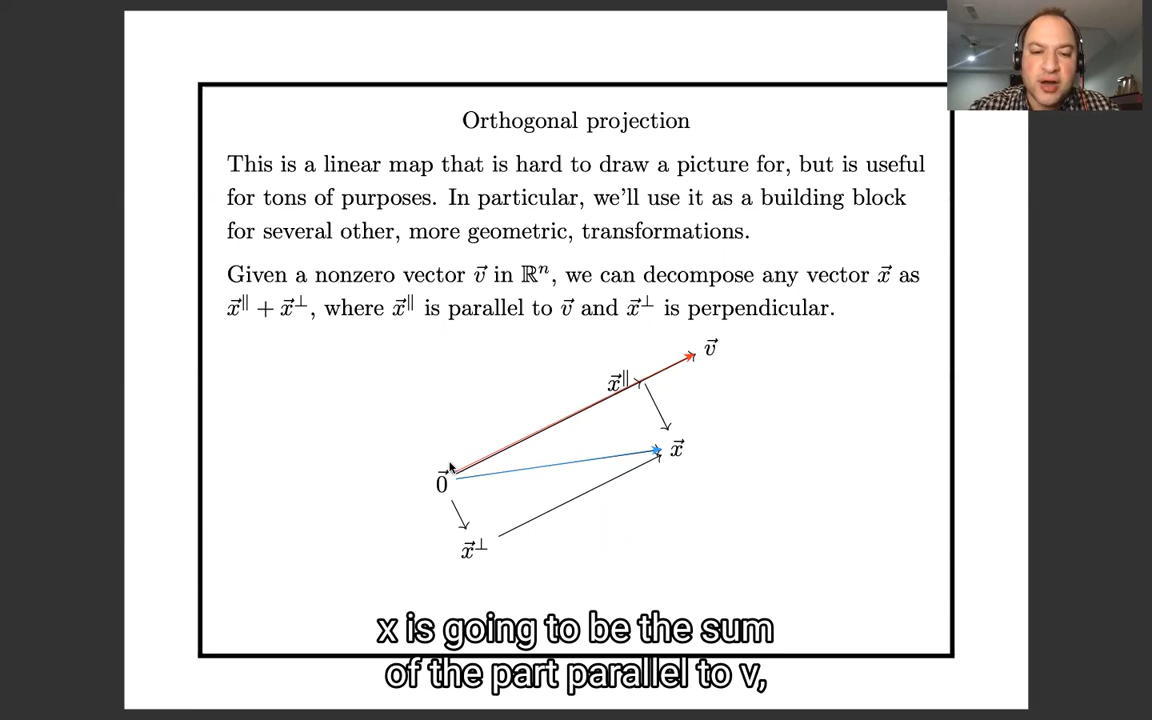 Orthogonal projection
This is a linear map that is hard to draw a picture for, but is useful
for tons of purposes. In particular, we'll use it as a building block
for several other, more geometric, transformations.
Given a nonzero vector v⃗ in ℝⁿ, we can decompose any vector x⃗ as
x⃗^∥ + x⃗^⊥, where x⃗^∥ is parallel to v⃗ and x⃗^⊥ is perpendicular.
v⃗
x⃗^∥
x⃗
0⃗
x⃗^⊥
x is going to be the sum
of the part parallel to v,